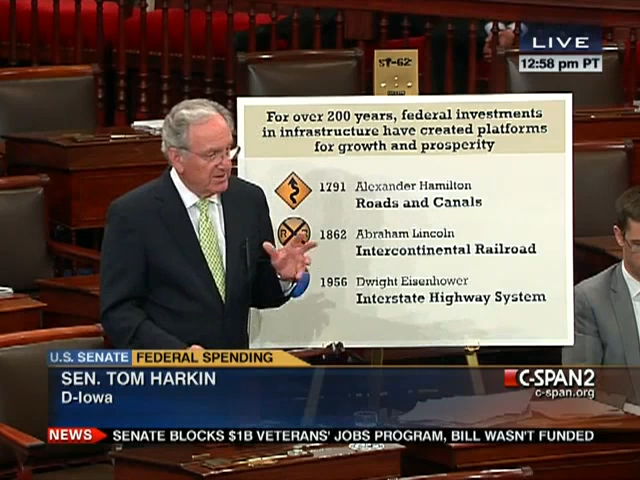 LIVE
12:58 pm PT
ST-62
For over 200 years, federal investments
in infrastructure have created platforms
for growth and prosperity
1791 Alexander Hamilton
Roads and Canals
R R
1862 Abraham Lincoln
Intercontinental Railroad
1956 Dwight Eisenhower
Interstate Highway System
U.S. SENATE FEDERAL SPENDING
SEN. TOM HARKIN
D-Iowa
C-SPAN2
c-span.org
NEWS SENATE BLOCKS $1B VETERANS' JOBS PROGRAM, BILL WASN'T FUNDED